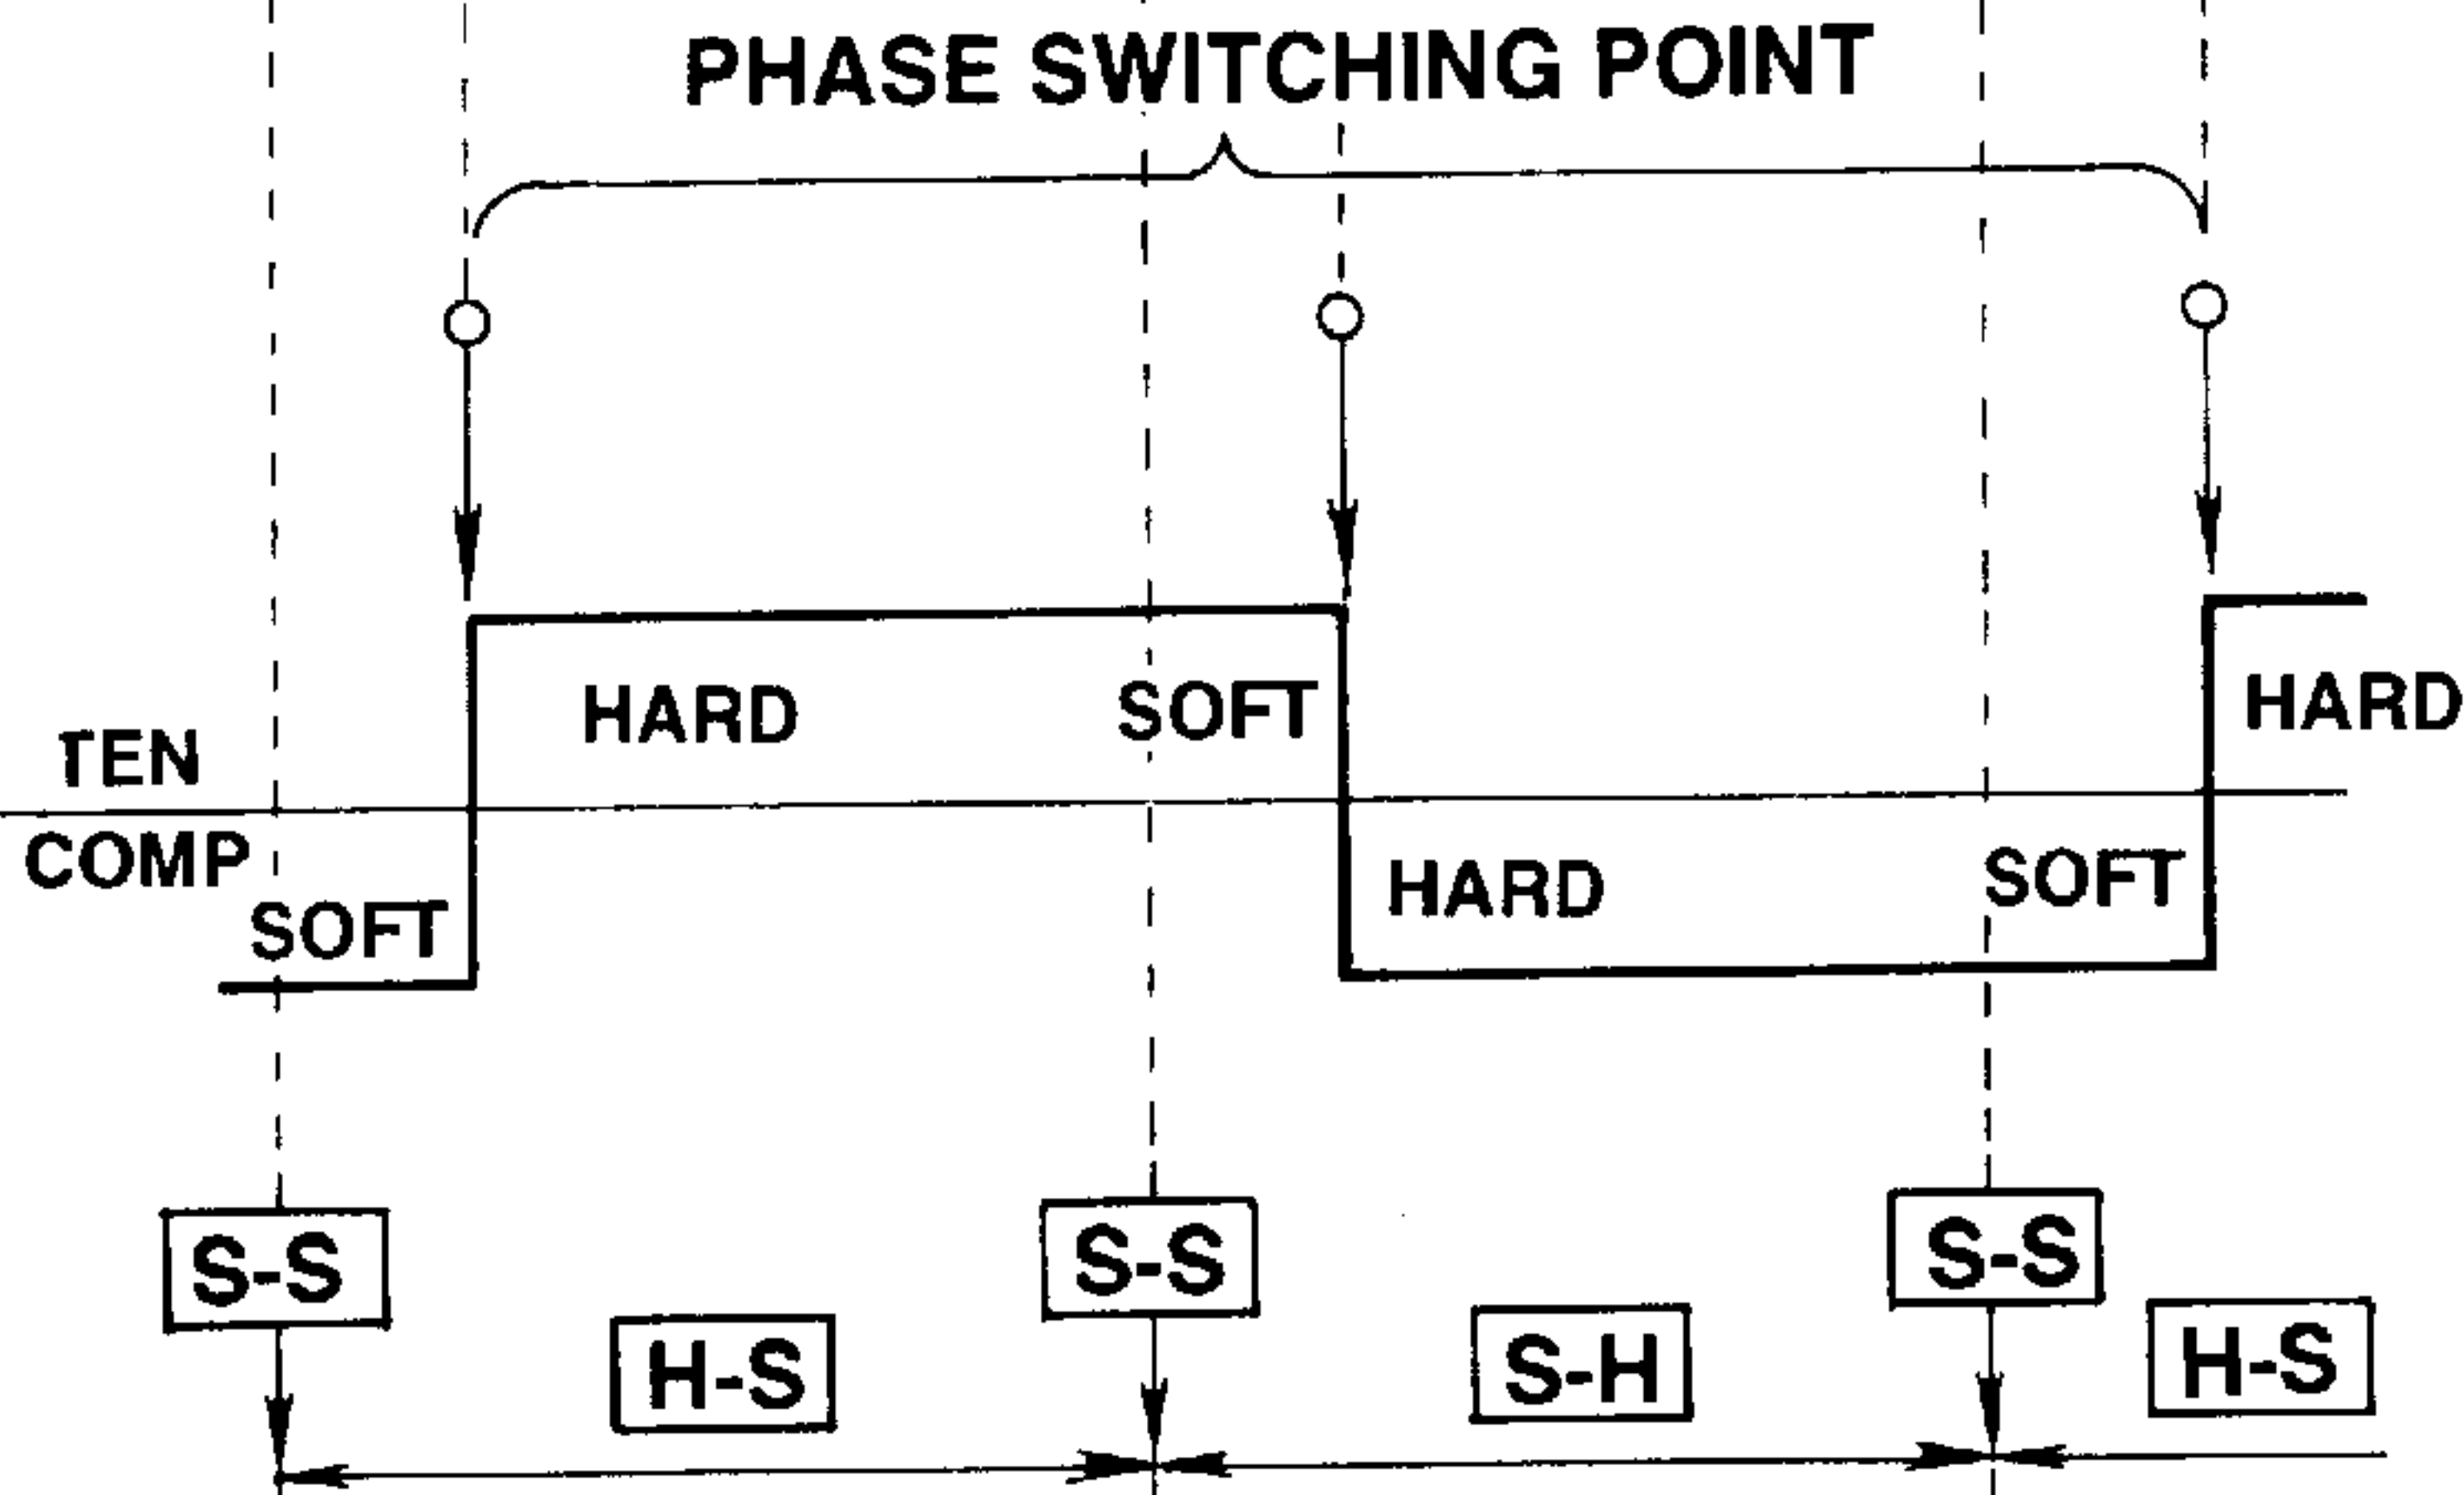 PHASE SWITCHING POINT
HARD
SOFT
HARD
TEN
COMP
SOFT
HARD
SOFT
S-S
S-S
S-S
H-S
S-H
H-S